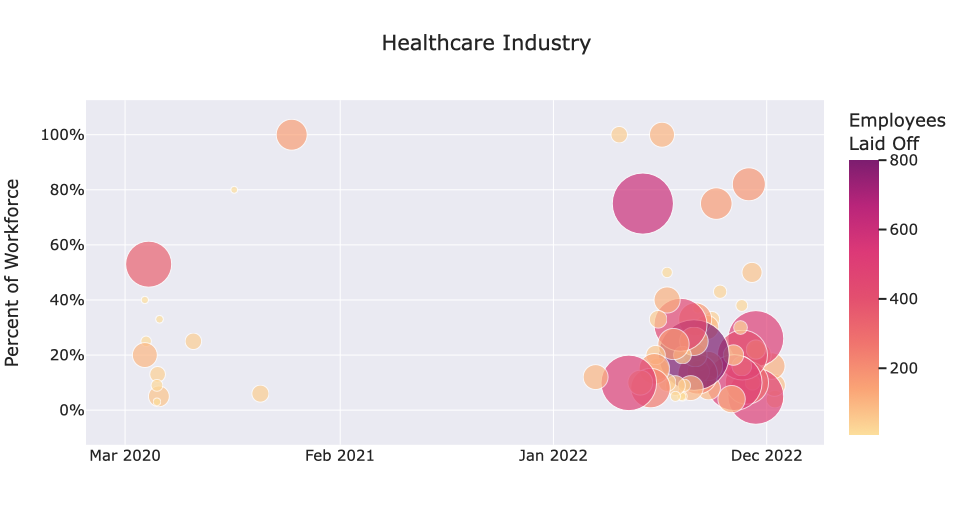 Healthcare Industry
Employees
Laid Off
Percent of Workforce
100%
80%
60%
40%
20%
0%
Mar 2020
Feb 2021
Jan 2022
Dec 2022
800
600
400
200